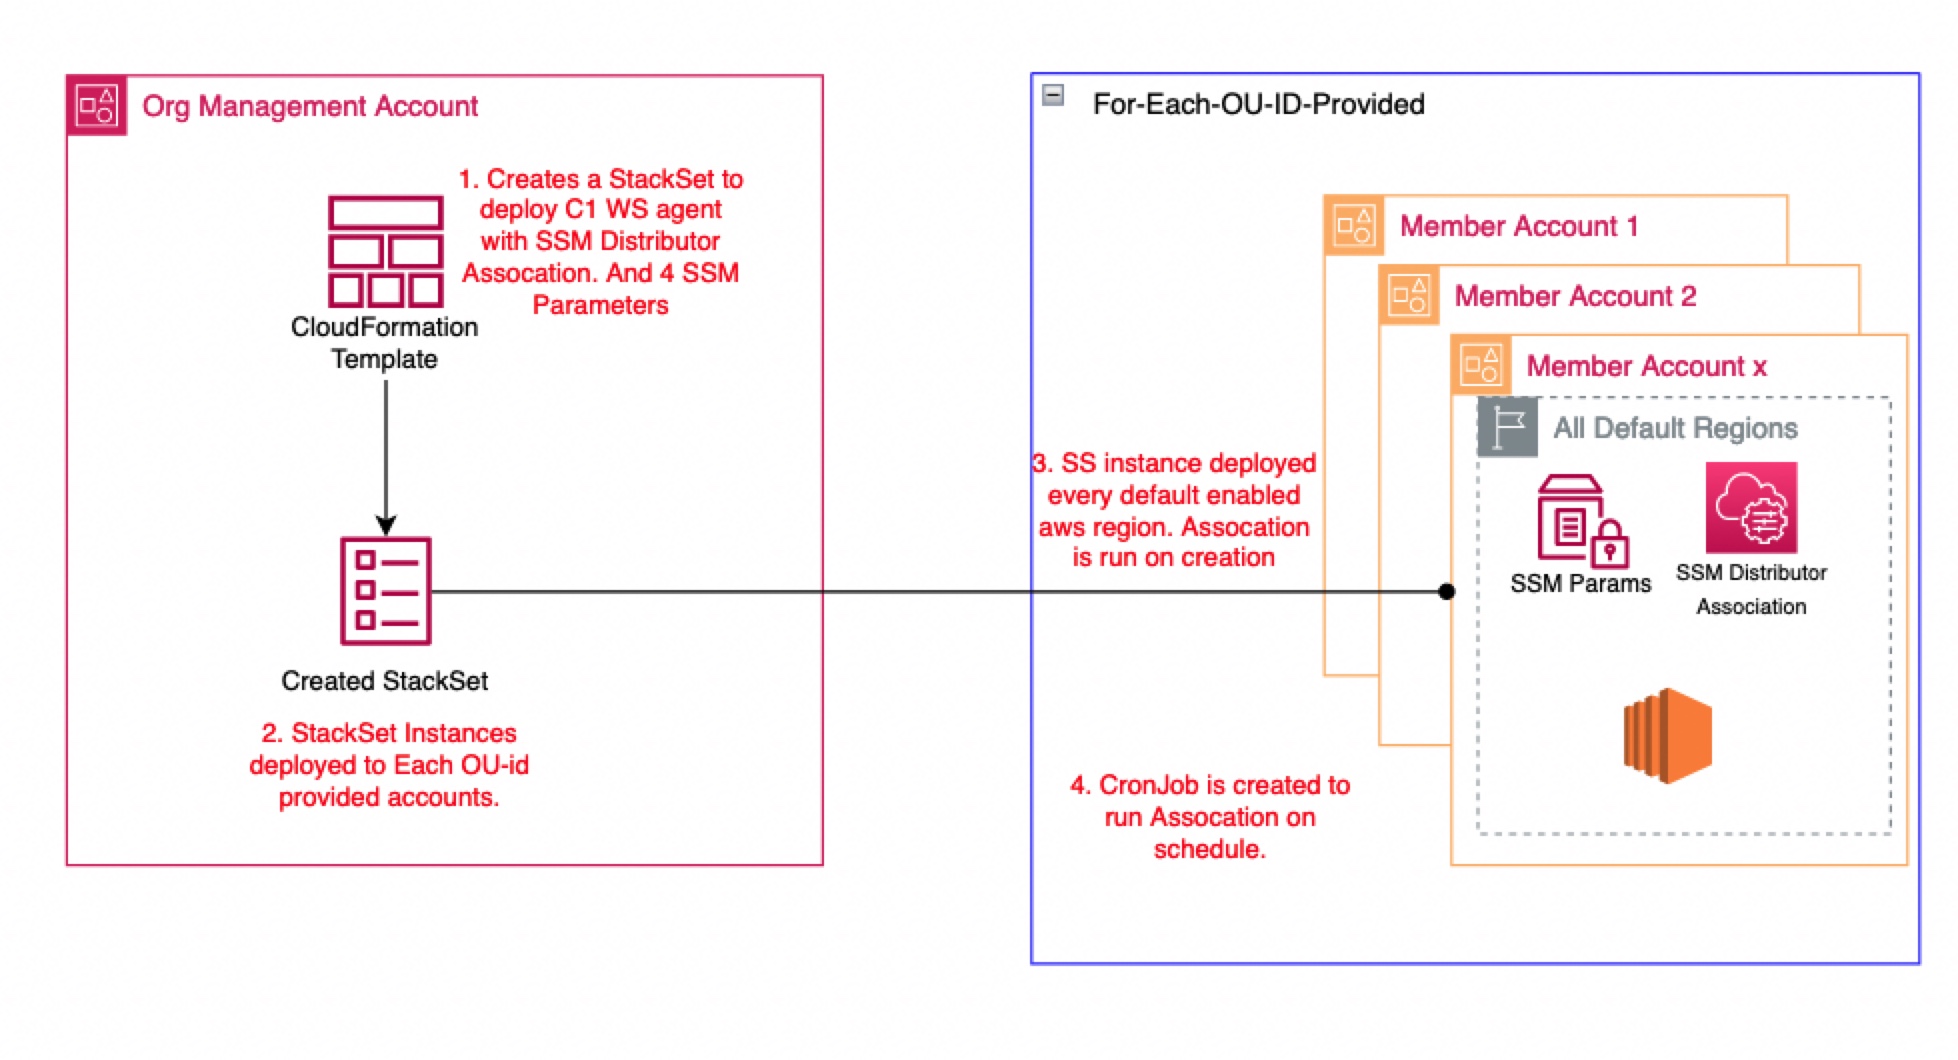 Org Management Account
1. Creates a StackSet to
deploy C1 WS agent
with SSM Distributor
Assocation. And 4 SSM
Parameters
CloudFormation
Template
Created StackSet
2. StackSet Instances
deployed to Each OU-id
provided accounts.
For-Each-OU-ID-Provided
Member Account 1
Member Account 2
Member Account x
All Default Regions
3. SS instance deployed
every default enabled
aws region. Assocation
is run on creation
SSM Params
SSM Distributor
Association
4. CronJob is created to
run Assocation on
schedule.